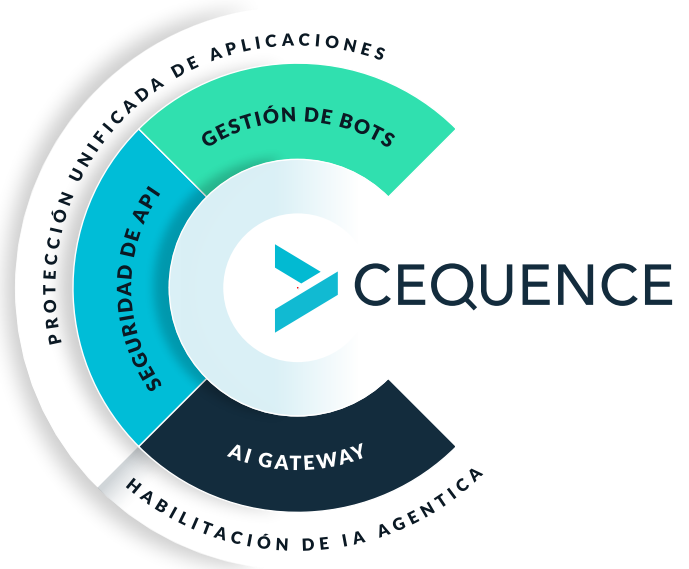 PROTECCIÓN UNIFICADA DE APLICACIONES
GESTIÓN DE BOTS
SEGURIDAD DE API
CEQUENCE
AI GATEWAY
HABILITACIÓN DE IA AGENTICA